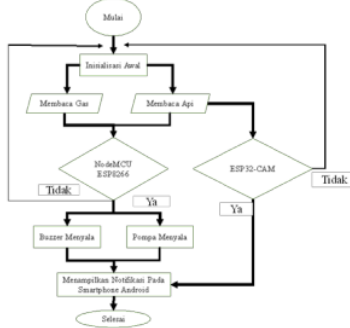 Mulai
Inisialisasi Awal
Membaca Gas
Membaca Api
NodeMCU
ESP8266
ESP32-CAM
Tidak
Tidak
Ya
Ya
Buzzer Menyala
Pompa Menyala
Menampilkan Notifikasi Pada
Smartphone Android
Selesai